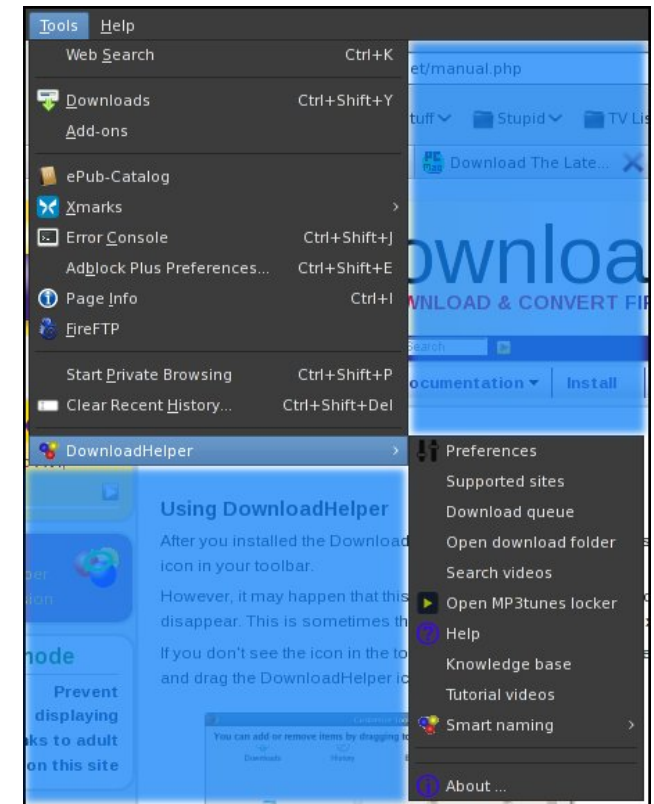 Tools Help
Web Search Ctrl+K
et/manual.php
Downloads Ctrl+Shift+Y
tuff Stupid TV Lis
Add-ons
Download The Late...
ePub-Catalog
Xmarks
Error Console Ctrl+Shift+J
ownloa
Adblock Plus Preferences... Ctrl+Shift+E
Page Info Ctrl+I
WNLOAD & CONVERT FI
FireFTP
Search
Start Private Browsing Ctrl+Shift+P
ocumentation Install
Clear Recent History... Ctrl+Shift+Del
DownloadHelper
Preferences
Supported sites
Download queue
Open download folder
Search videos
Open MP3tunes locker
Help
Knowledge base
Tutorial videos
Smart naming
About ...
Using DownloadHelper
After you installed the Download
icon in your toolbar.
However, it may happen that this
disappear. This is sometimes th
If you don't see the icon in the to
and drag the DownloadHelper ic
node
Prevent
displaying
ks to adult
on this site
You can add or remove items by dragging to
Downloads History